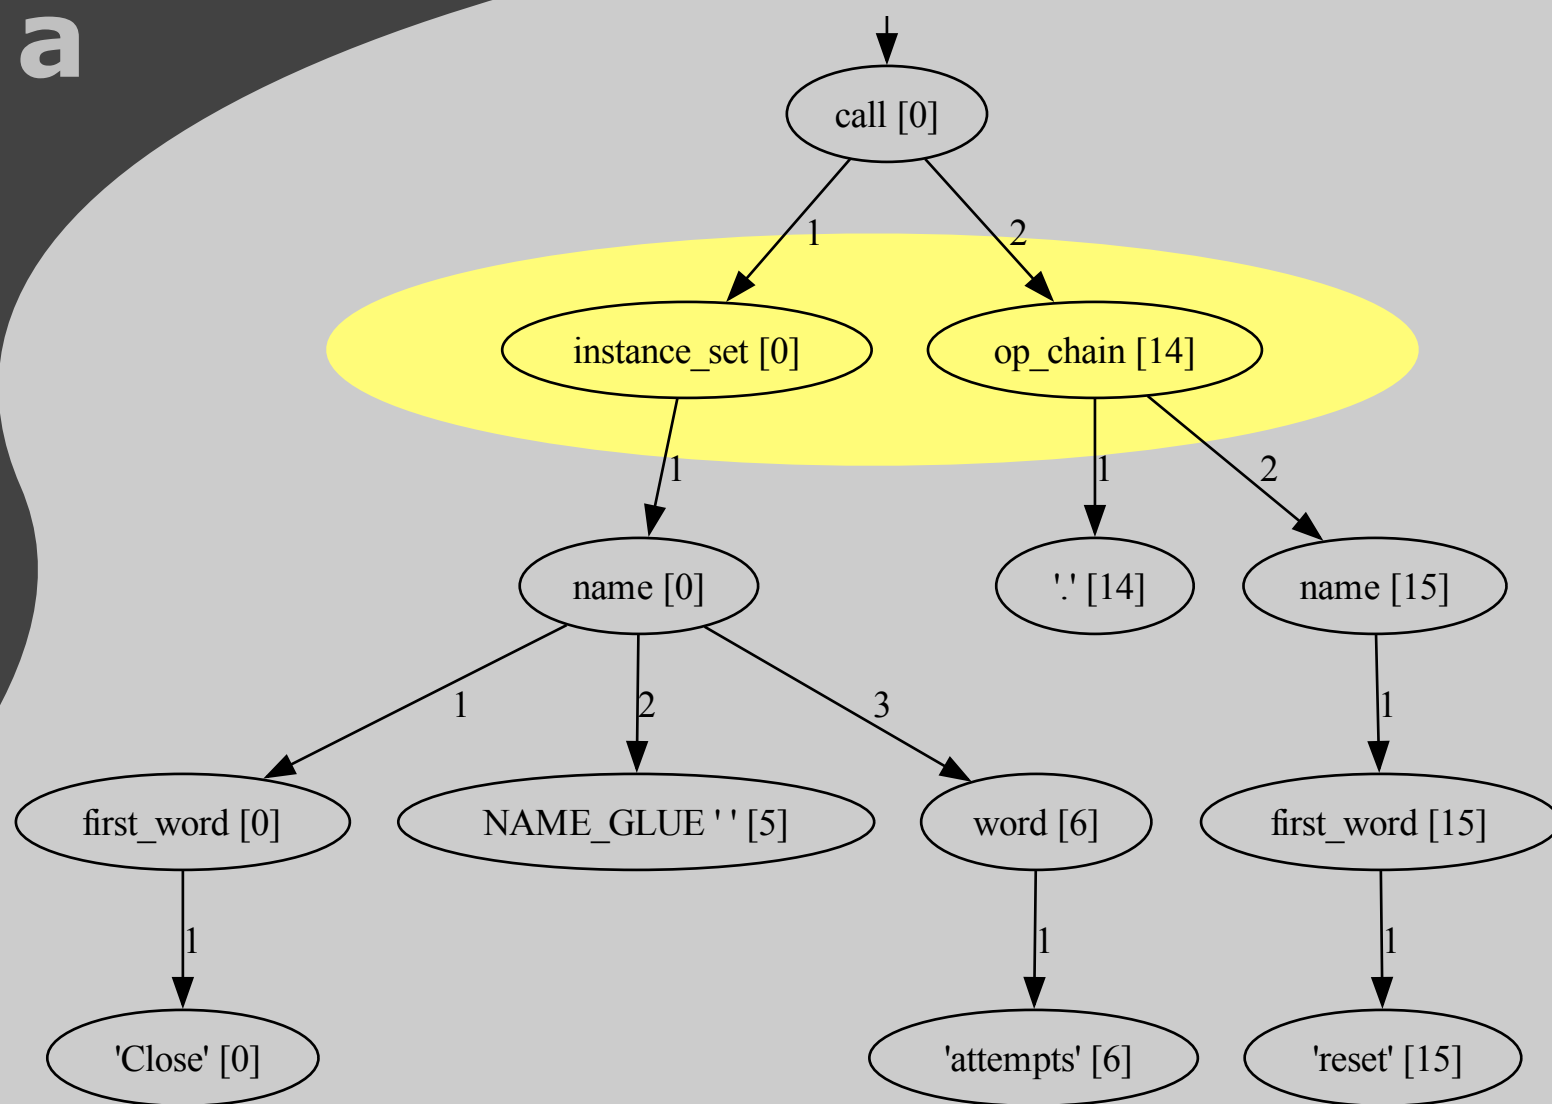 a
call [0]
1 2
instance_set [0] op_chain [14]
1 1 2
name [0] '.' [14] name [15]
1 2 3 1
first_word [0] NAME_GLUE ' ' [5] word [6] first_word [15]
1 1 1
'Close' [0] 'attempts' [6] 'reset' [15]